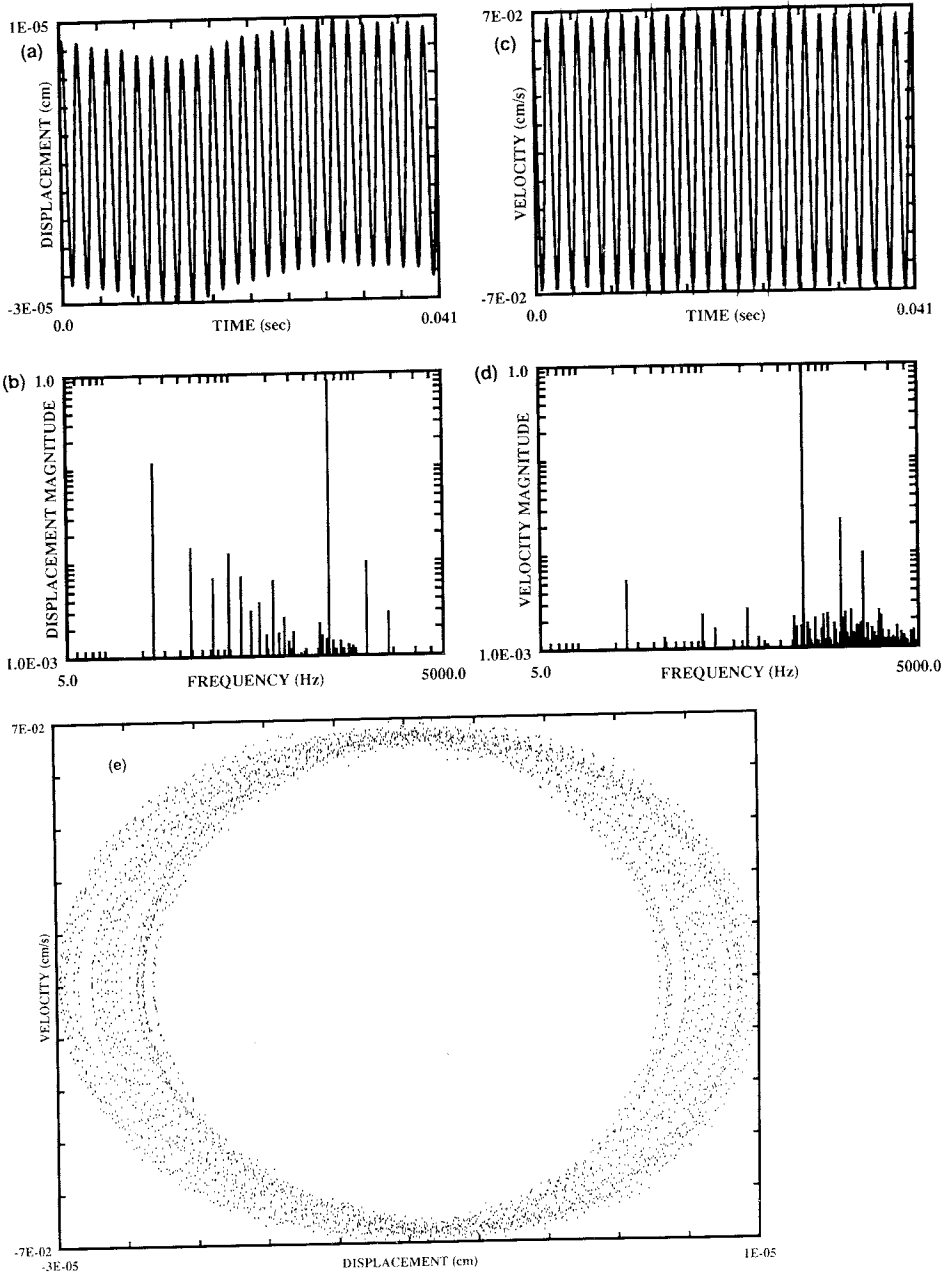 (a)
1E-05
DISPLACEMENT (cm)
-3E-05
0.0
TIME (sec)
0.041
(c)
7E-02
VELOCITY (cm/s)
-7E-02
0.0
TIME (sec)
0.041
(b)
1.0
DISPLACEMENT MAGNITUDE
1.0E-03
5.0
FREQUENCY (Hz)
5000.0
(d)
1.0
VELOCITY MAGNITUDE
1.0E-03
5.0
FREQUENCY (Hz)
5000.0
7E-02
(e)
VELOCITY (cm/s)
-7E-02
-3E-05
DISPLACEMENT (cm)
1E-05